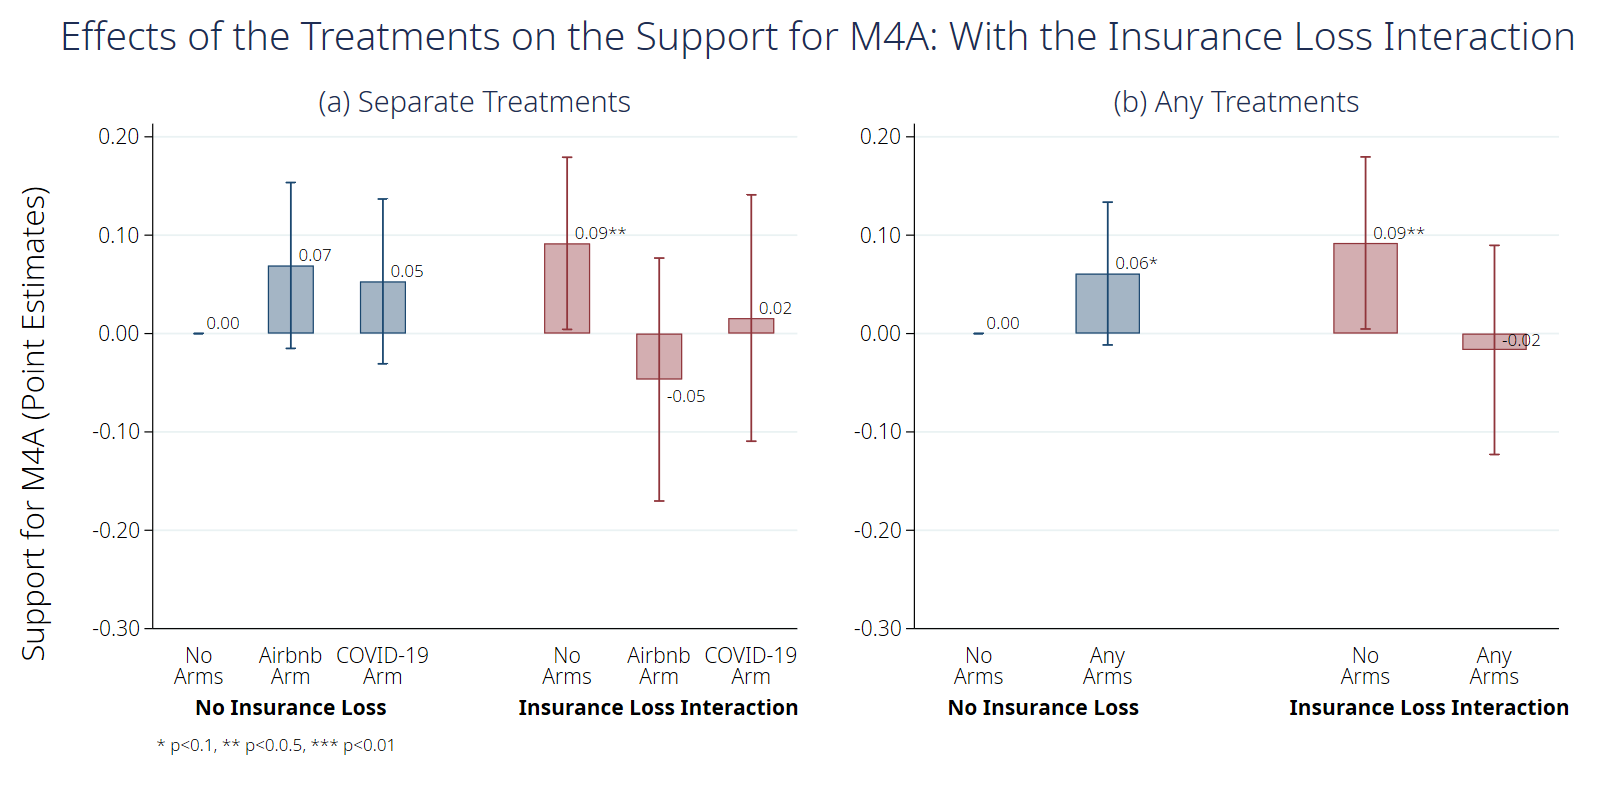 Effects of the Treatments on the Support for M4A: With the Insurance Loss Interaction
Support for M4A (Point Estimates)
(a) Separate Treatments
0.20
0.10
0.00
-0.10
-0.20
-0.30
0.00
0.07
0.05
0.09**
-0.05
0.02
No Arms
Airbnb Arm
COVID-19 Arm
No Arms
Airbnb Arm
COVID-19 Arm
No Insurance Loss
Insurance Loss Interaction
* p<0.1, ** p<0.0.5, *** p<0.01
(b) Any Treatments
0.20
0.10
0.00
-0.10
-0.20
-0.30
0.00
0.06*
0.09**
-0.02
No Arms
Any Arms
No Arms
Any Arms
No Insurance Loss
Insurance Loss Interaction